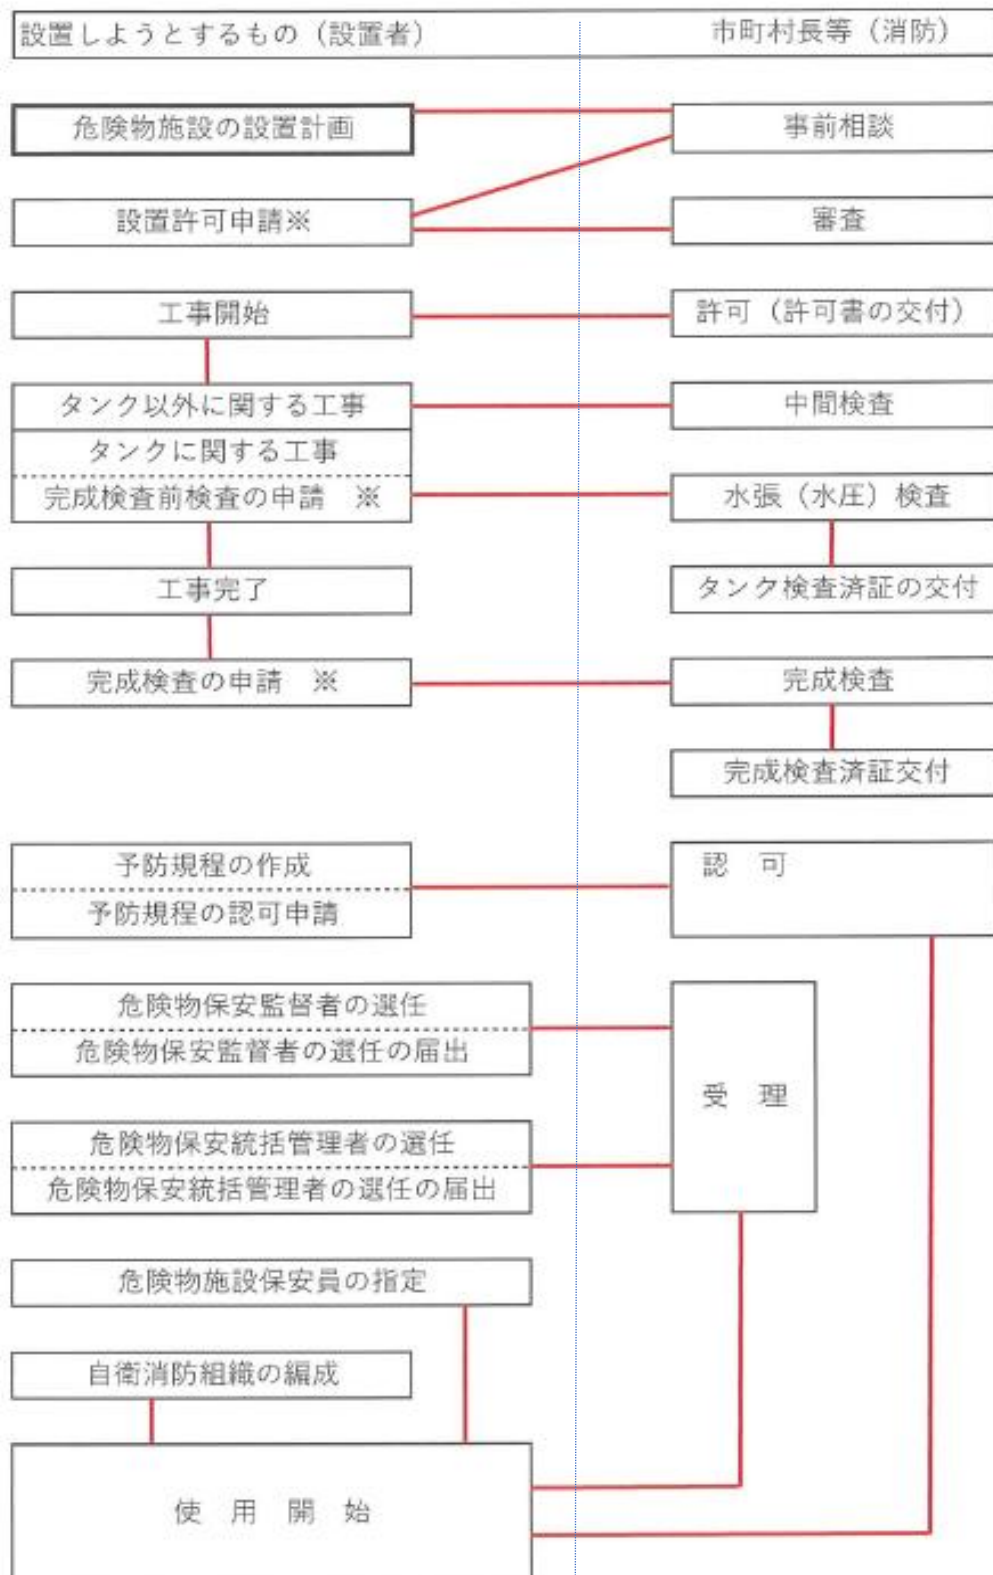 設置しようとするもの（設置者）　市町村長等（消防）
危険物施設の設置計画　事前相談
設置許可申請※　審査
工事開始　許可（許可書の交付）
タンク以外に関する工事　中間検査
タンクに関する工事
完成検査前検査の申請　※　水張（水圧）検査
工事完了　タンク検査済証の交付
完成検査の申請　※　完成検査
完成検査済証交付
予防規程の作成　認　可
予防規程の認可申請
危険物保安監督者の選任
危険物保安監督者の選任の届出
受　理
危険物保安統括管理者の選任
危険物保安統括管理者の選任の届出
危険物施設保安員の指定
自衛消防組織の編成
使　用　開　始